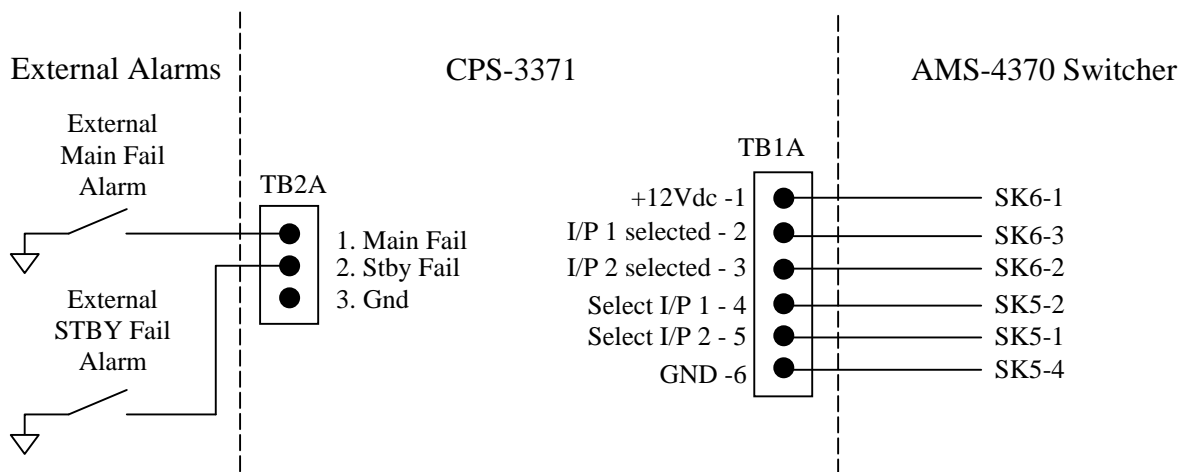 External Alarms
CPS-3371
AMS-4370 Switcher
External
Main Fail
Alarm
TB2A
1. Main Fail
2. Stby Fail
3. Gnd
External
STBY Fail
Alarm
TB1A
+12Vdc -1
I/P 1 selected - 2
I/P 2 selected - 3
Select I/P 1 - 4
Select I/P 2 - 5
GND -6
SK6-1
SK6-3
SK6-2
SK5-2
SK5-1
SK5-4